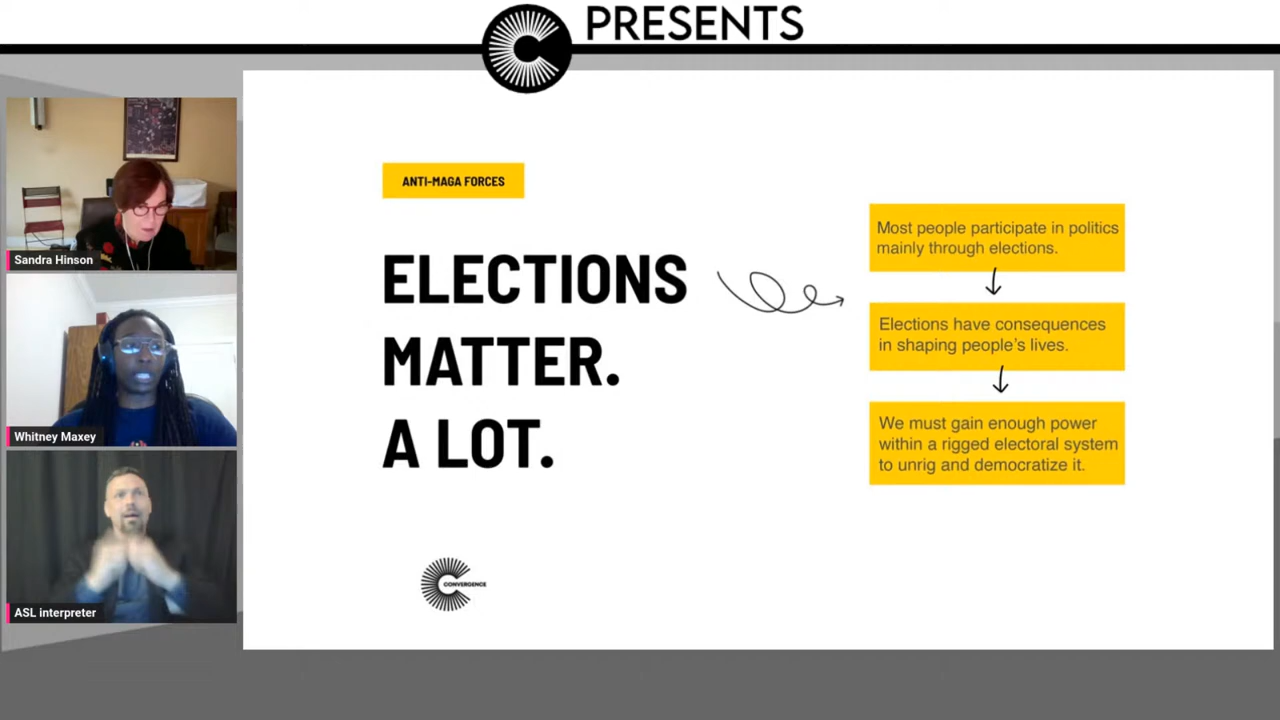 PRESENTS
Sandra Hinson
Whitney Maxey
ASL interpreter
ANTI-MAGA FORCES
ELECTIONS
MATTER.
A LOT.
Most people participate in politics
mainly through elections.
Elections have consequences
in shaping people's lives.
We must gain enough power
within a rigged electoral system
to unrig and democratize it.
CONVERGENCE